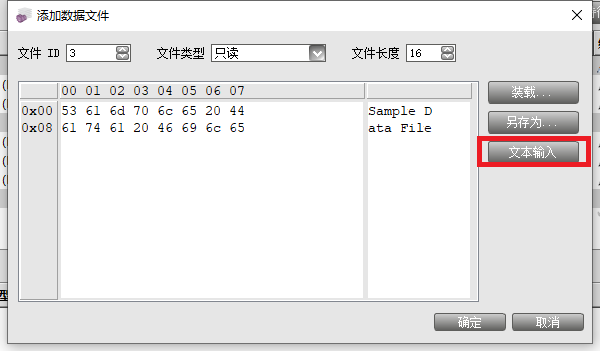 添加数据文件
文件 ID 3 文件类型 只读 文件长度 16
00 01 02 03 04 05 06 07
装载...
0x00 53 61 6d 70 6c 65 20 44 Sample D
另存为...
0x08 61 74 61 20 46 69 6c 65 ata File
文本输入
确定 取消